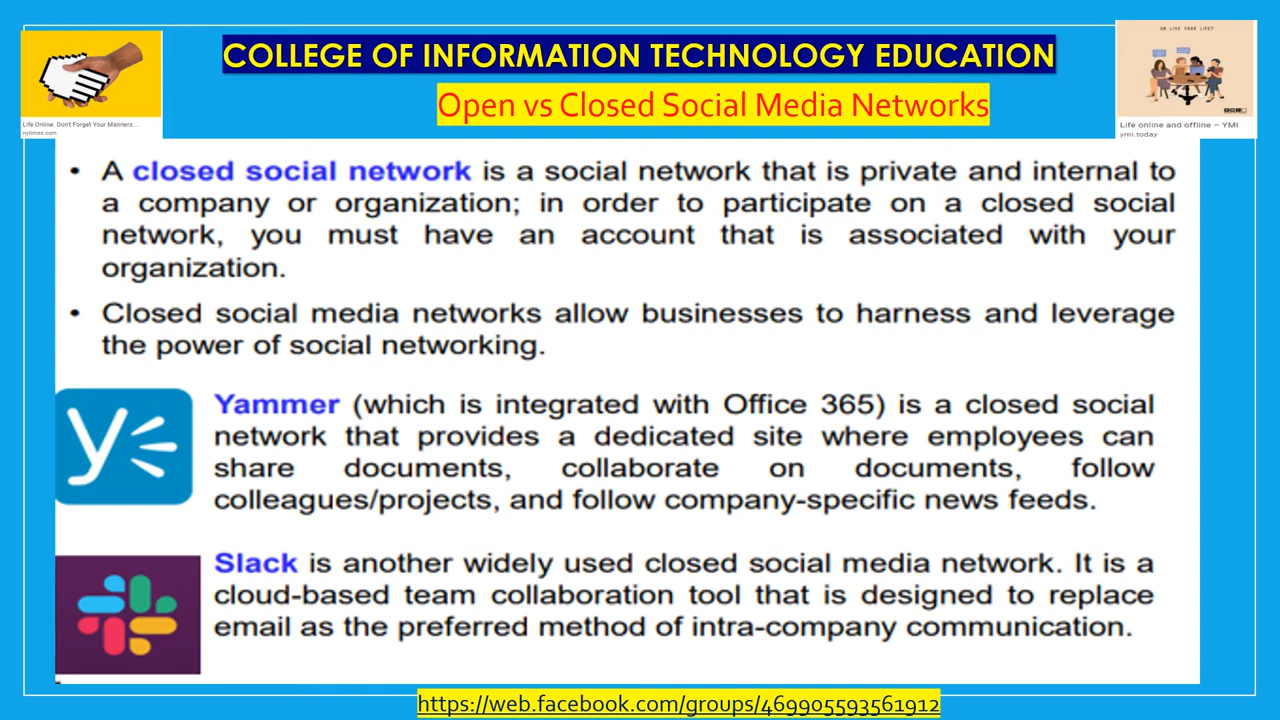 COLLEGE OF INFORMATION TECHNOLOGY EDUCATION
Open vs Closed Social Media Networks
Life Online. Don't Forget Your Manners ...
nytimes.com
OR LIVE YOUR LIFE?
Life online and offline – YMI
ymi.today
• A closed social network is a social network that is private and internal to
a company or organization; in order to participate on a closed social
network, you must have an account that is associated with your
organization.
• Closed social media networks allow businesses to harness and leverage
the power of social networking.
Yammer (which is integrated with Office 365) is a closed social
network that provides a dedicated site where employees can
share documents, collaborate on documents, follow
colleagues/projects, and follow company-specific news feeds.
Slack is another widely used closed social media network. It is a
cloud-based team collaboration tool that is designed to replace
email as the preferred method of intra-company communication.
https://web.facebook.com/groups/469905593561912